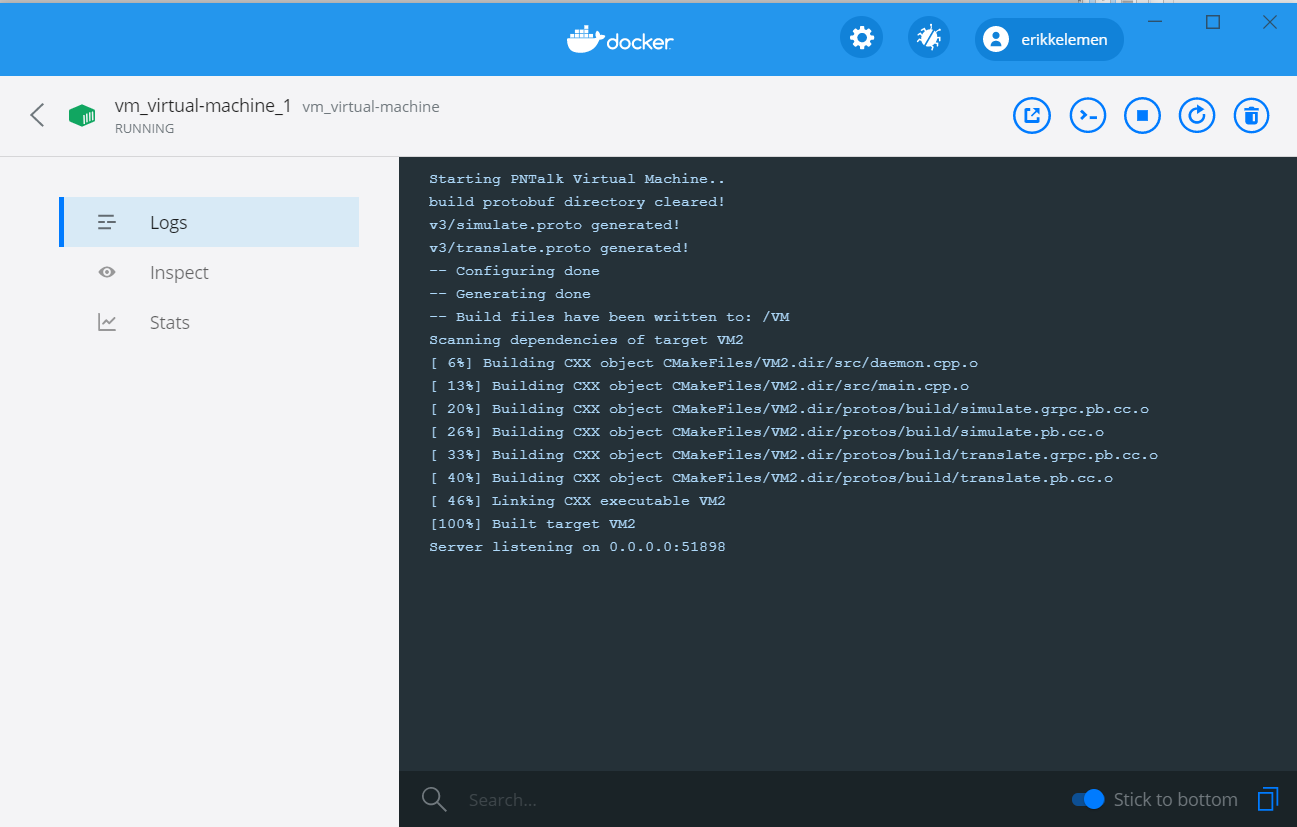 docker
erikkelemen
vm_virtual-machine_1 vm_virtual-machine
RUNNING
Logs
Inspect
Stats
Starting PNTalk Virtual Machine..
build protobuf directory cleared!
v3/simulate.proto generated!
v3/translate.proto generated!
-- Configuring done
-- Generating done
-- Build files have been written to: /VM
Scanning dependencies of target VM2
[ 6%] Building CXX object CMakeFiles/VM2.dir/src/daemon.cpp.o
[ 13%] Building CXX object CMakeFiles/VM2.dir/src/main.cpp.o
[ 20%] Building CXX object CMakeFiles/VM2.dir/protos/build/simulate.grpc.pb.cc.o
[ 26%] Building CXX object CMakeFiles/VM2.dir/protos/build/simulate.pb.cc.o
[ 33%] Building CXX object CMakeFiles/VM2.dir/protos/build/translate.grpc.pb.cc.o
[ 40%] Building CXX object CMakeFiles/VM2.dir/protos/build/translate.pb.cc.o
[ 46%] Linking CXX executable VM2
[100%] Built target VM2
Server listening on 0.0.0.0:51898
Search...
Stick to bottom